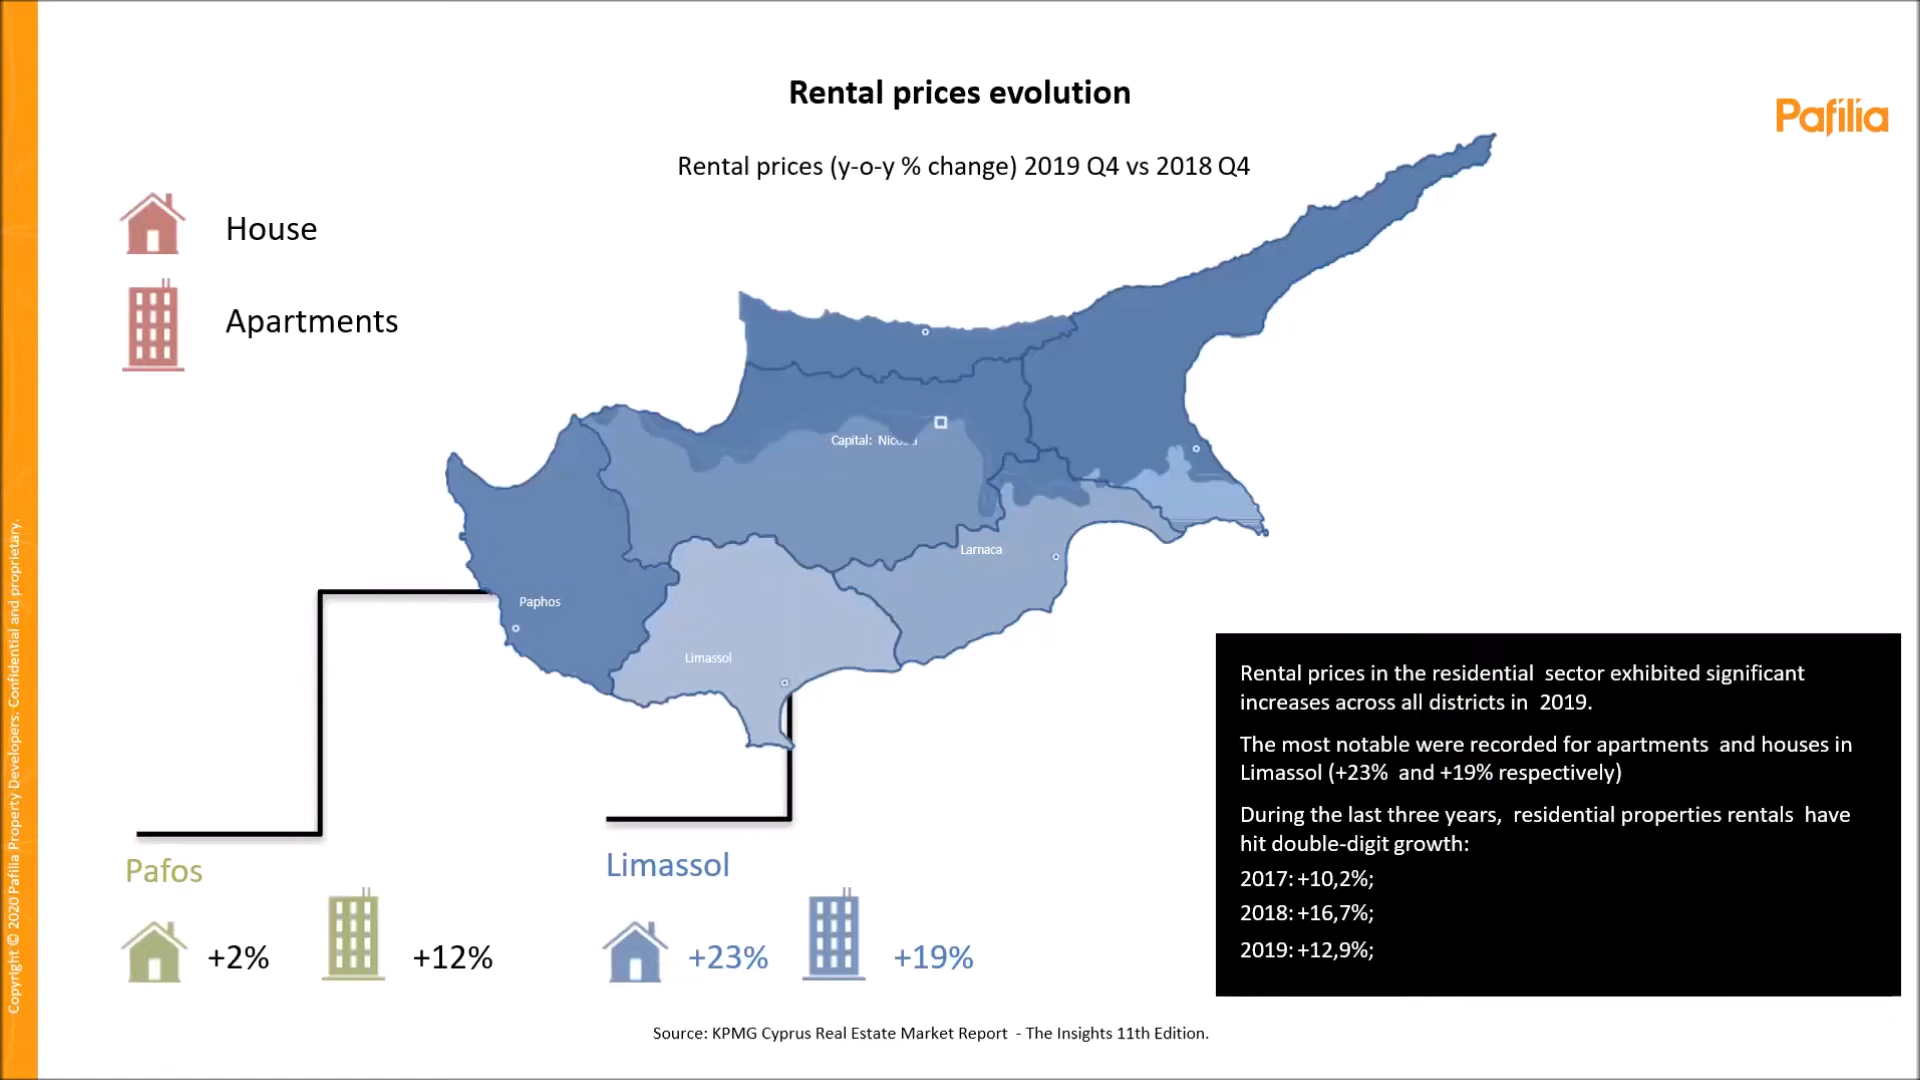 Rental prices evolution
Pafilia
Rental prices (y-o-y % change) 2019 Q4 vs 2018 Q4
House
Apartments
Capital:
Larnaca
Paphos
Limassol
Rental prices in the residential sector exhibited significant
increases across all districts in 2019.
The most notable were recorded for apartments and houses in
Limassol (+23% and +19% respectively)
During the last three years, residential properties rentals have
hit double-digit growth:
2017: +10,2%;
2018: +16,7%;
2019: +12,9%;
Pafos
+2%
+12%
Limassol
+23%
+19%
Source: KPMG Cyprus Real Estate Market Report - The Insights 11th Edition.
Copyright © 2020 Pafilia Property Developers. Confidential and proprietary.